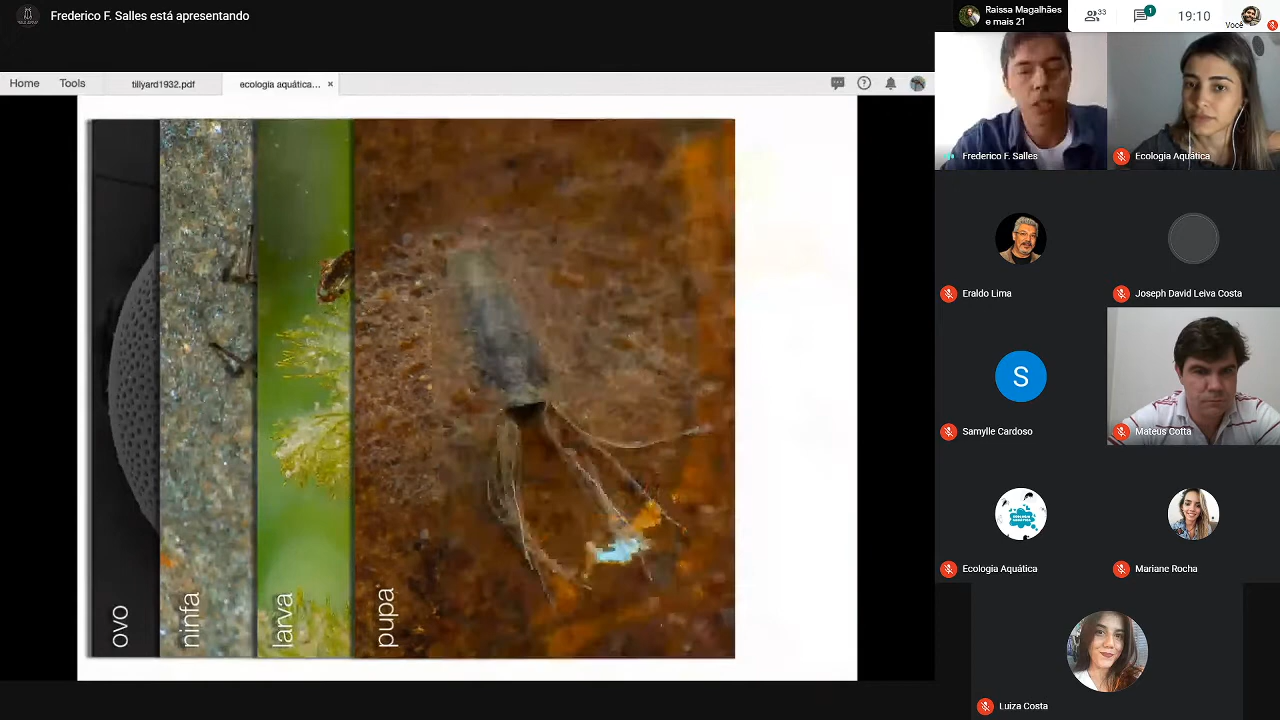 Frederico F. Salles está apresentando
Raissa Magalhães
e mais 21
33
1
19:10
Você
Home
Tools
tillyard1932.pdf
ecologia aquática...
×
?
ovo
ninfa
larva
pupa
Frederico F. Salles
Ecologia Aquática
Eraldo Lima
Joseph David Leiva Costa
S
Samylle Cardoso
Mateus Cotta
Ecologia Aquática
Mariane Rocha
Luiza Costa